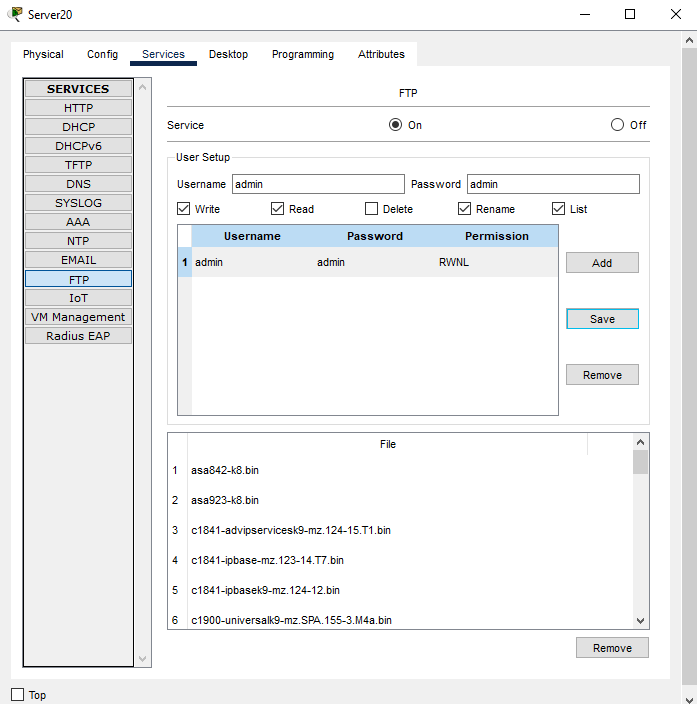 Server20
Physical Config Services Desktop Programming Attributes
SERVICES
HTTP
DHCP
DHCPv6
TFTP
DNS
SYSLOG
AAA
NTP
EMAIL
FTP
IoT
VM Management
Radius EAP
FTP
Service On Off
User Setup
Username admin Password admin
Write Read Delete Rename List
Username Password Permission
1 admin admin RWNL
Add
Save
Remove
File
1 asa842-k8.bin
2 asa923-k8.bin
3 c1841-advipservicesk9-mz.124-15.T1.bin
4 c1841-ipbase-mz.123-14.T7.bin
5 c1841-ipbasek9-mz.124-12.bin
6 c1900-universalk9-mz.SPA.155-3.M4a.bin
Remove
Top